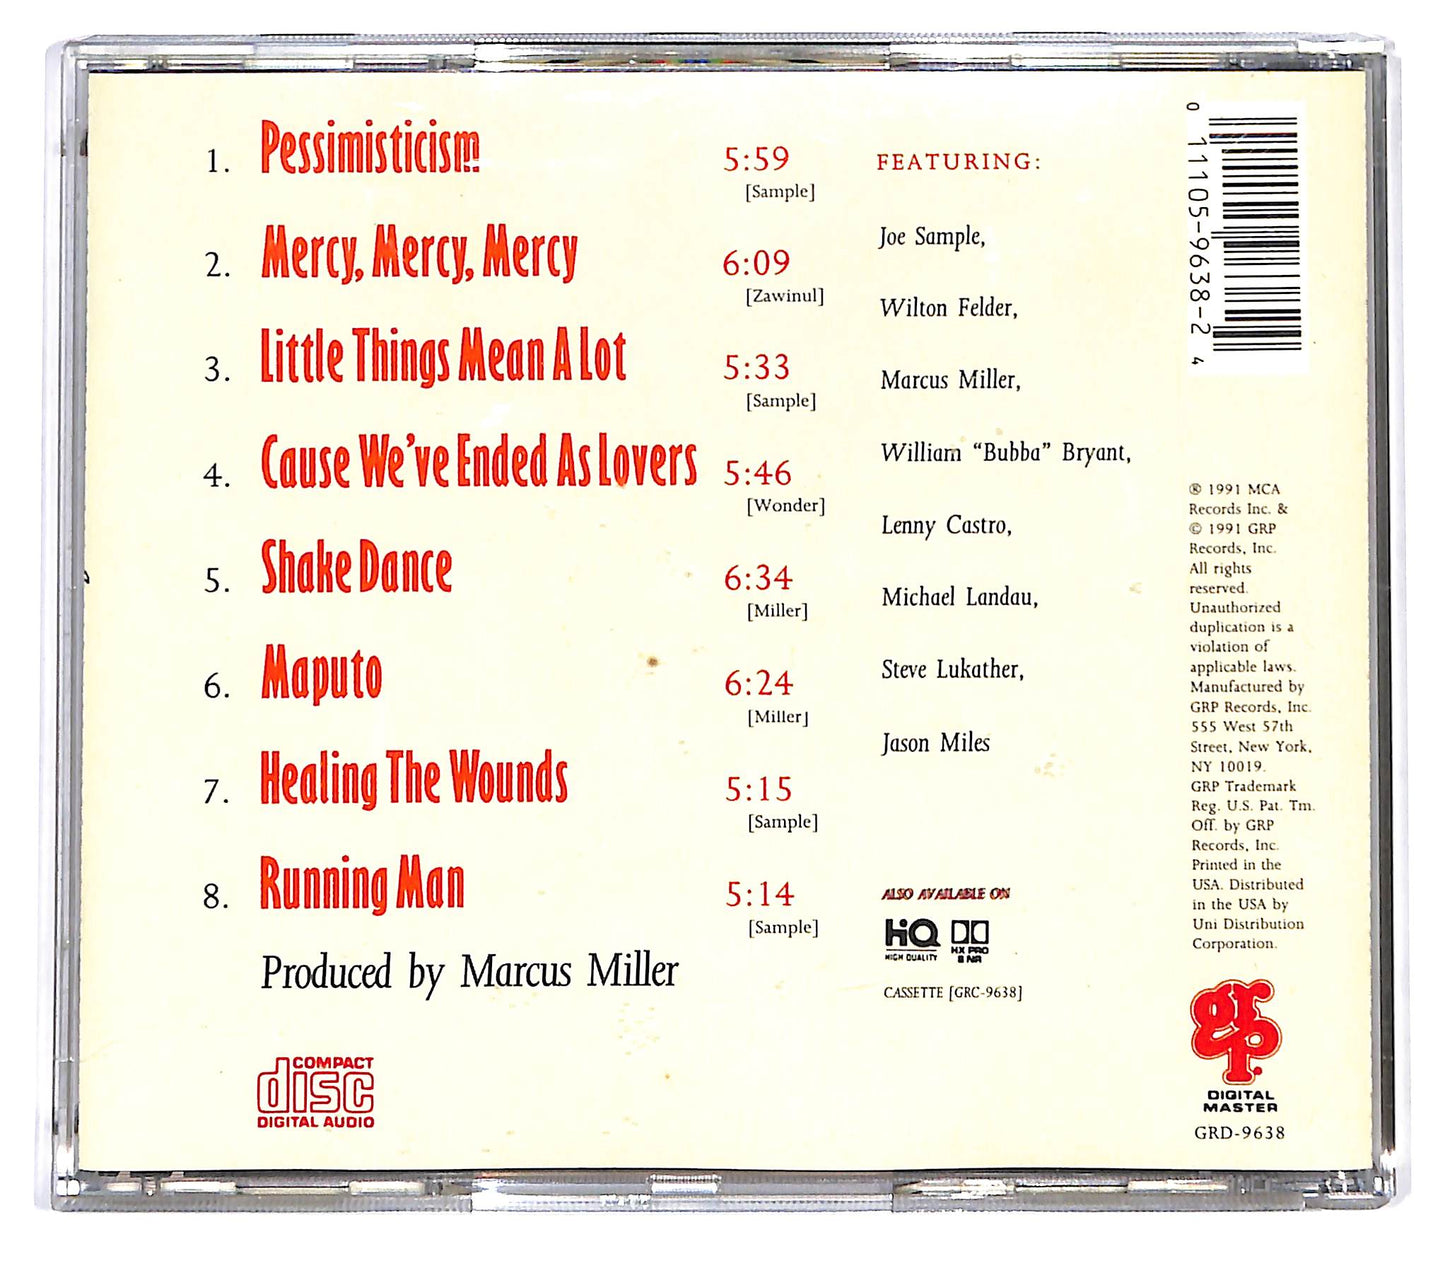 1. Pessimisticism!! 5:59
[Sample]
2. Mercy, Mercy, Mercy 6:09
[Zawinul]
3. Little Things Mean A Lot 5:33
[Sample]
4. Cause We've Ended As Lovers 5:46
[Wonder]
5. Shake Dance 6:34
[Miller]
6. Maputo 6:24
[Miller]
7. Healing The Wounds 5:15
[Sample]
8. Running Man 5:14
[Sample]
Produced by Marcus Miller
COMPACT
disc
DIGITAL AUDIO
FEATURING:
Joe Sample,
Wilton Felder,
Marcus Miller,
William “Bubba” Bryant,
Lenny Castro,
Michael Landau,
Steve Lukather,
Jason Miles
ALSO AVAILABLE ON
HiQ
HIGH QUALITY
HX PRO
B NR
CASSETTE [GRC-9638]
0 11105-9638-2 4
℗ 1991 MCA
Records Inc. &
© 1991 GRP
Records, Inc.
All rights
reserved.
Unauthorized
duplication is a
violation of
applicable laws.
Manufactured by
GRP Records, Inc.
555 West 57th
Street, New York,
NY 10019.
GRP Trademark
Reg. U.S. Pat. Tm.
Off. by GRP
Records, Inc.
Printed in the
USA. Distributed
in the USA by
Uni Distribution
Corporation.
grp
DIGITAL
MASTER
GRD-9638